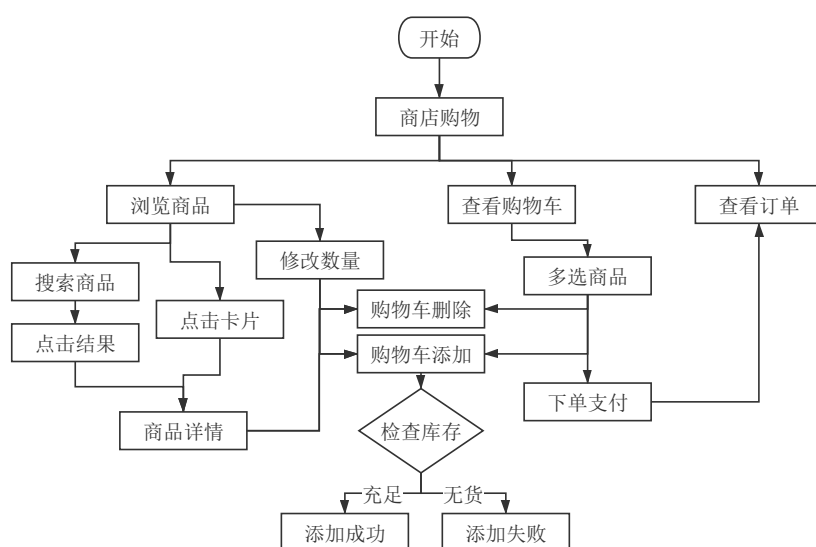 开始
商店购物
浏览商品
查看购物车
查看订单
修改数量
搜索商品
多选商品
购物车删除
点击卡片
点击结果
购物车添加
下单支付
商品详情
检查库存
充足
无货
添加成功
添加失败